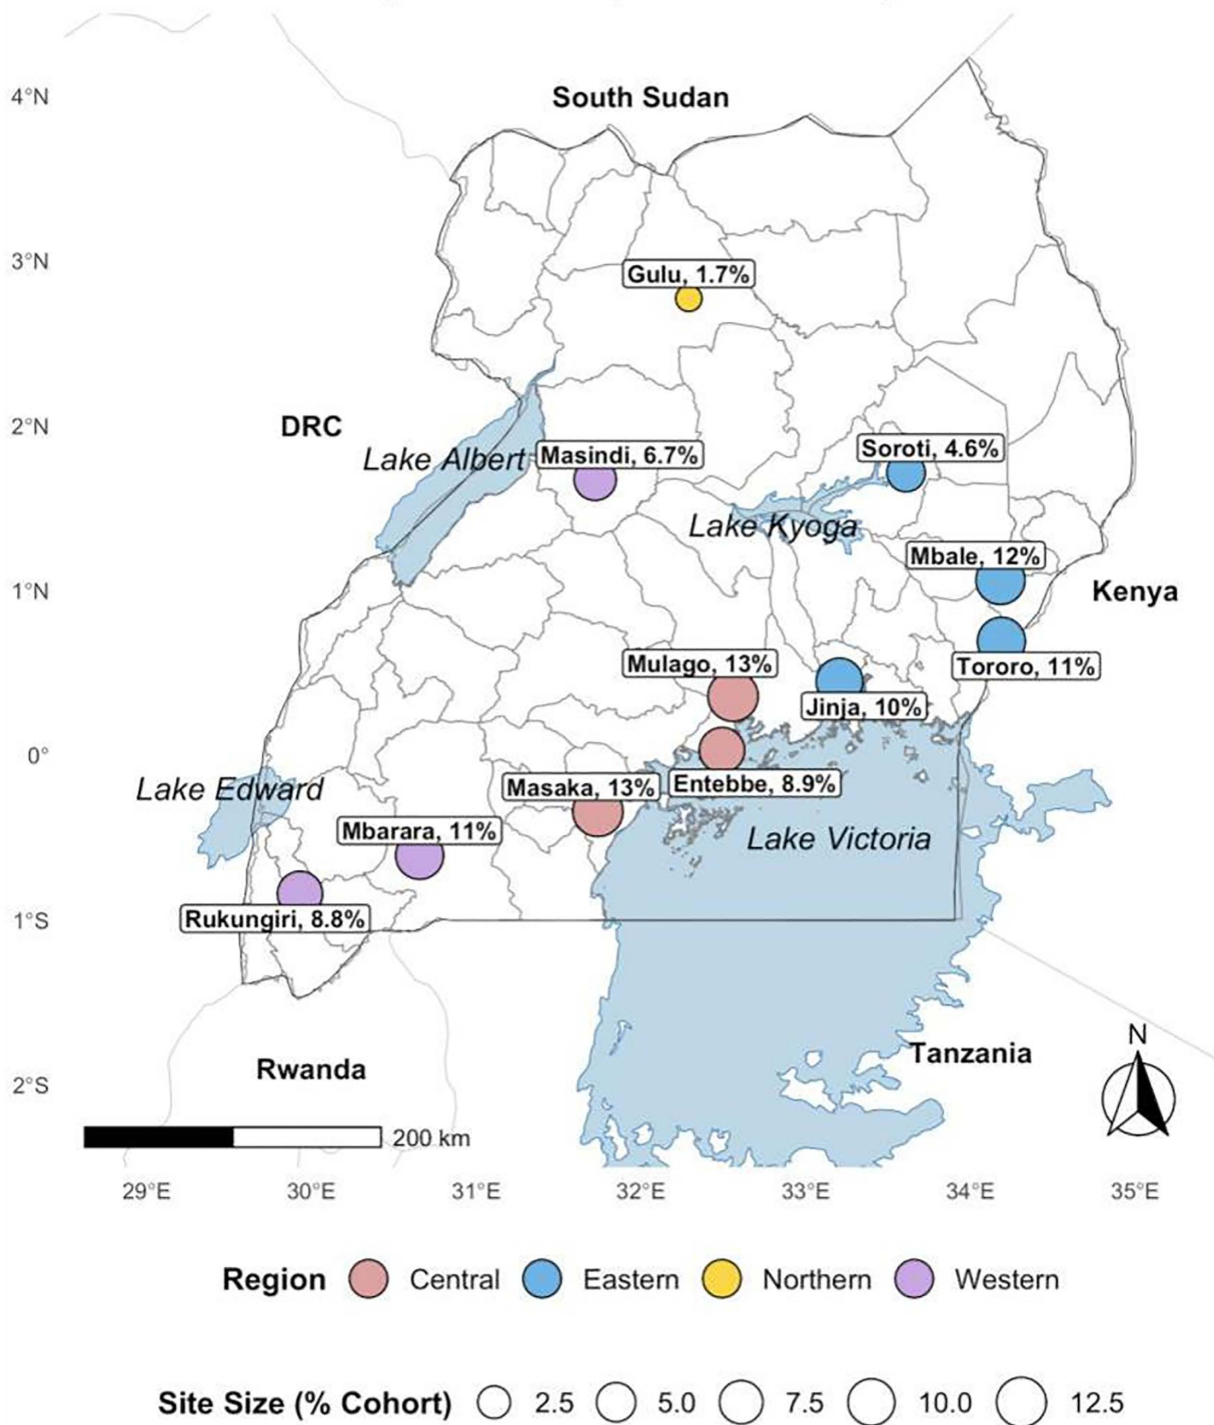 4°N
South Sudan
3°N
Gulu, 1.7%
2°N
DRC
Lake Albert
Masindi, 6.7%
Soroti, 4.6%
Lake Kyoga
Mbale, 12%
1°N
Kenya
Mulago, 13%
Tororo, 11%
Jinja, 10%
0°
Lake Edward
Masaka, 13%
Entebbe, 8.9%
Mbarara, 11%
Lake Victoria
Rukungiri, 8.8%
1°S
N
Tanzania
Rwanda
2°S
200 km
29°E 30°E 31°E 32°E 33°E 34°E 35°E
Region Central Eastern Northern Western
Site Size (% Cohort) 2.5 5.0 7.5 10.0 12.5